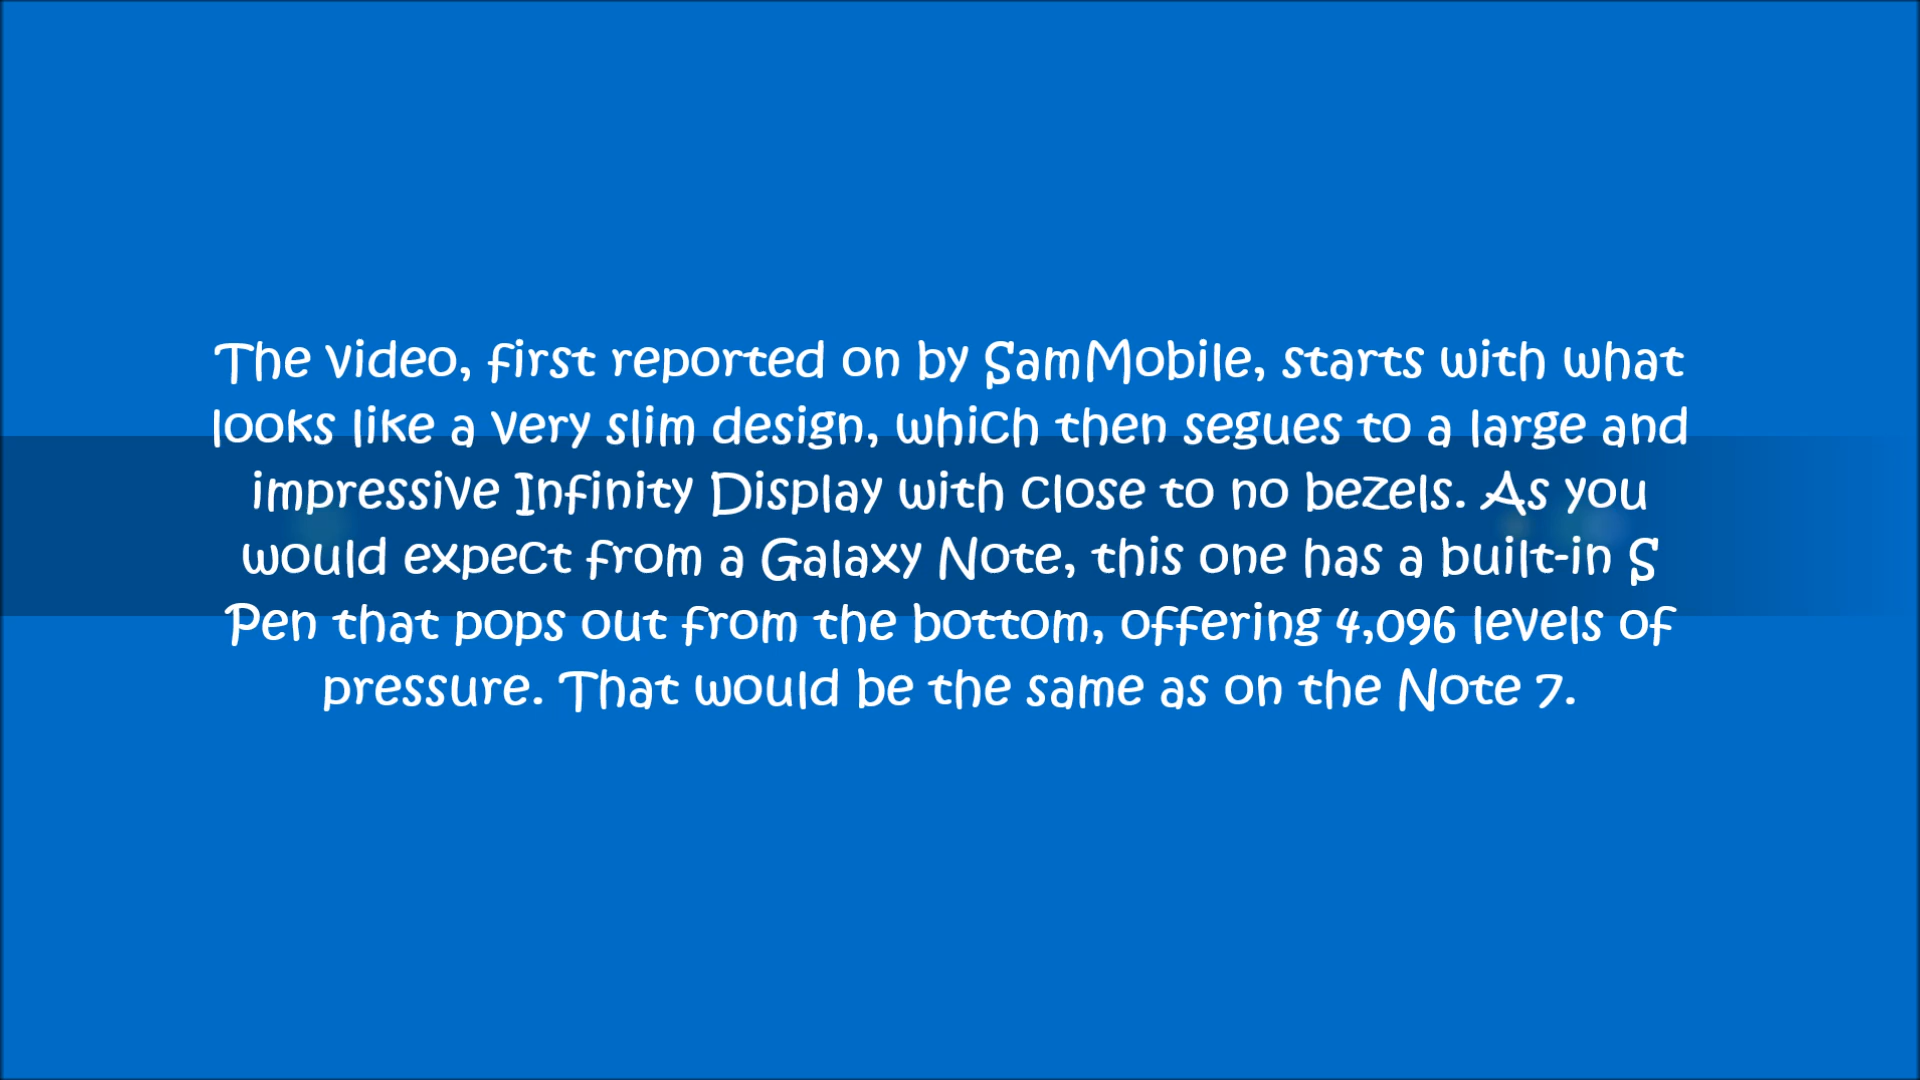 The video, first reported on by SamMobile, starts with what
looks like a very slim design, which then segues to a large and
impressive Infinity Display with close to no bezels. As you
would expect from a Galaxy Note, this one has a built-in S
Pen that pops out from the bottom, offering 4,096 levels of
pressure. That would be the same as on the Note 7.